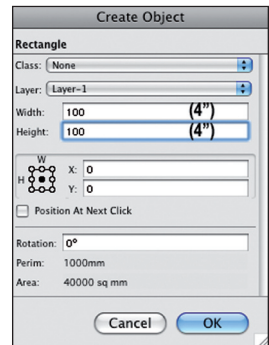 Create Object
Rectangle
Class: None
Layer: Layer-1
Width: 100 (4")
Height: 100 (4")
W
H X: 0
Y: 0
Position At Next Click
Rotation: 0°
Perim: 1000mm
Area: 40000 sq mm
Cancel OK